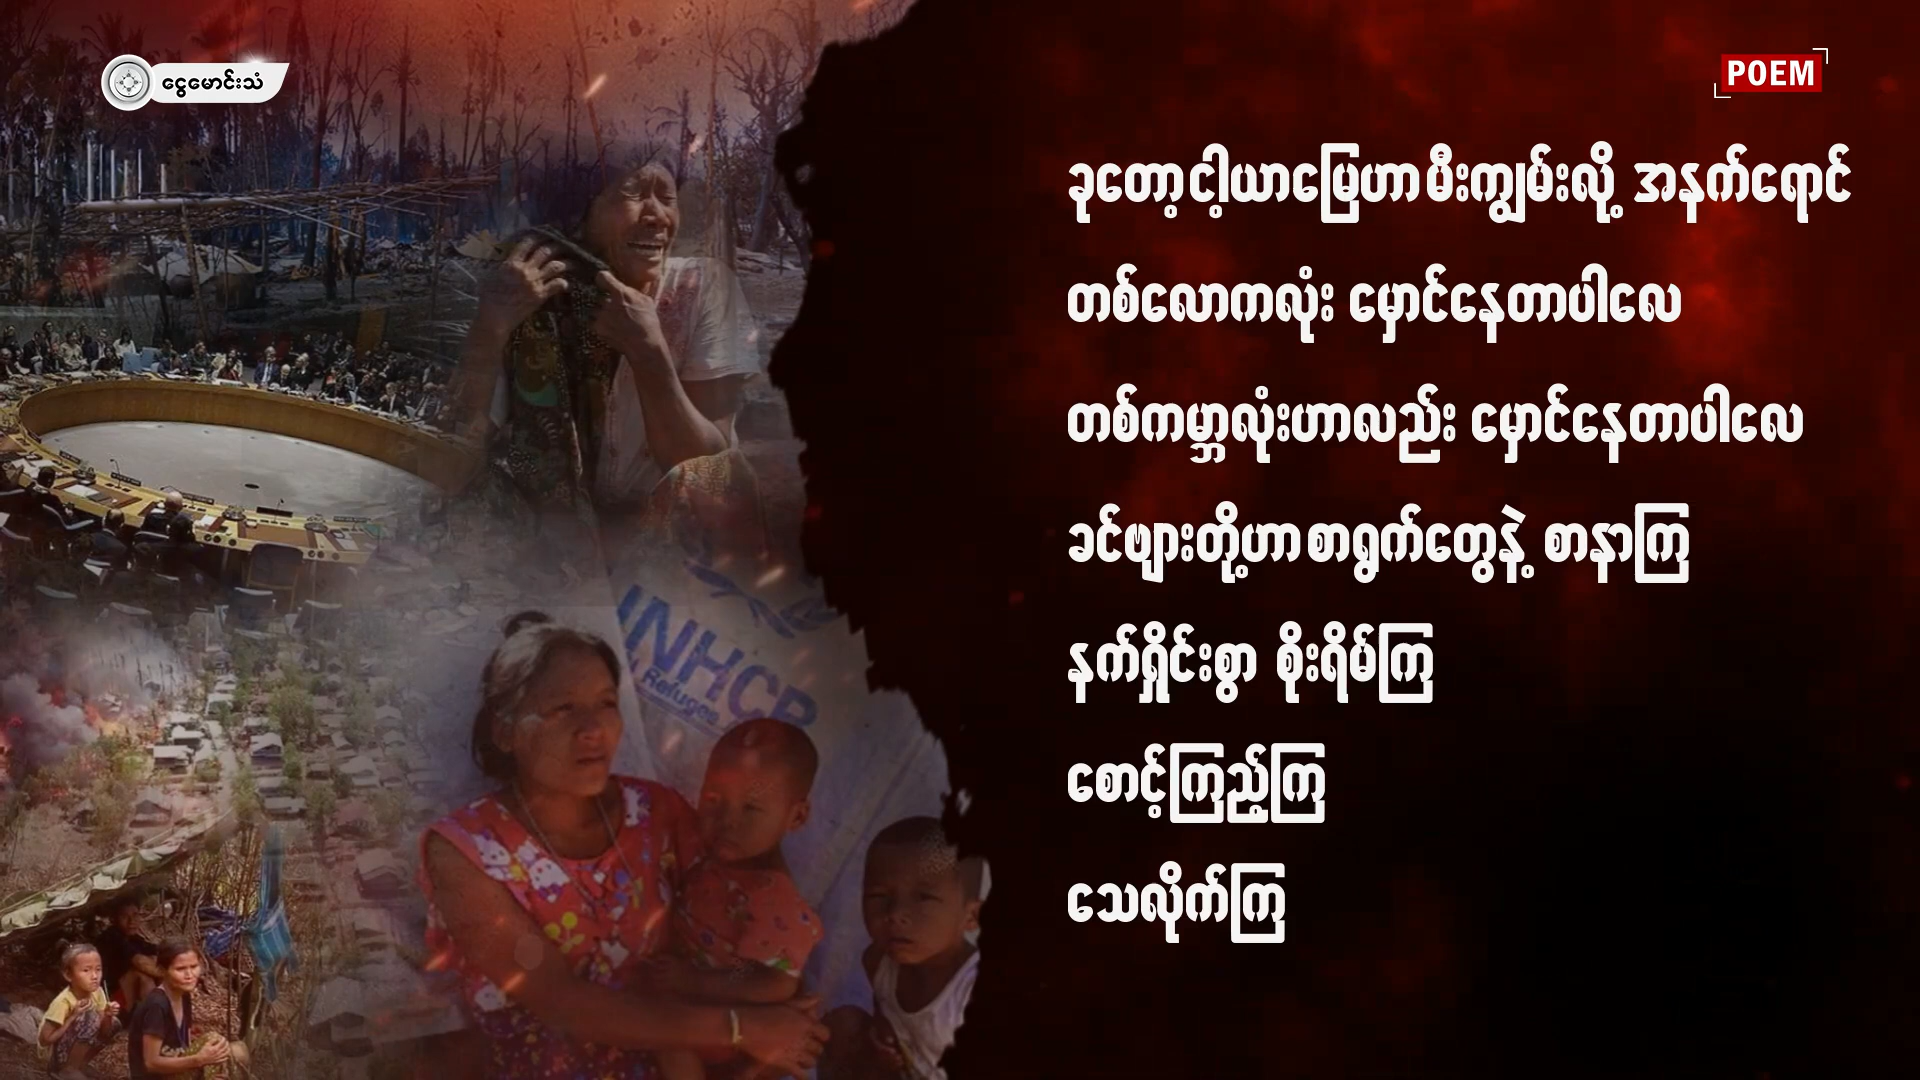 ငွေမောင်းသံ
POEM
ခုတော့ ငါ့ယာမြေဟာ မီးကျွမ်းလို့ အနက်ရောင်
တစ်လောကလုံး မှောင်နေတာပါလေ
တစ်ကမ္ဘာလုံးဟာလည်း မှောင်နေတာပါလေ
ခင်ဗျားတို့ဟာ စာရွက်တွေနဲ့ စာနာကြ
နက်ရှိုင်းစွာ စိုးရိမ်ကြ
စောင့်ကြည့်ကြ
သေလိုက်ကြ
UNHCR
Refugee